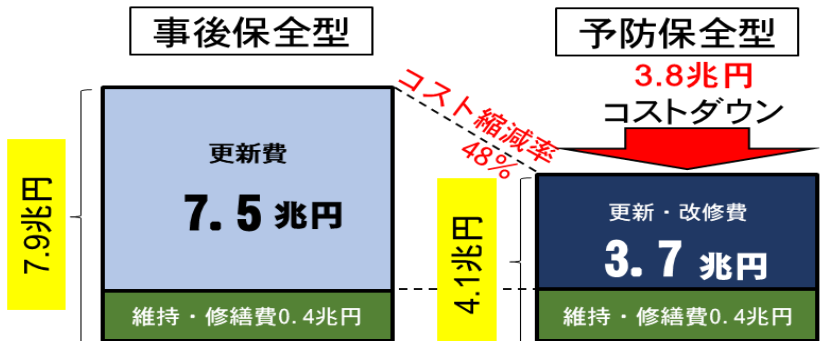 事後保全型
予防保全型
3.8兆円
コストダウン
コスト縮減率
48%
7.9兆円
更新費
7.5兆円
維持・修繕費0.4兆円
4.1兆円
更新・改修費
3.7兆円
維持・修繕費0.4兆円